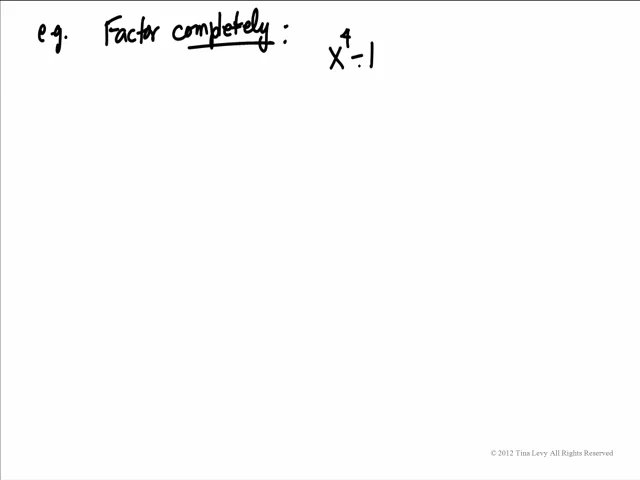 e.g. Factor completely: x⁴-1
© 2012 Tina Levy All Rights Reserved